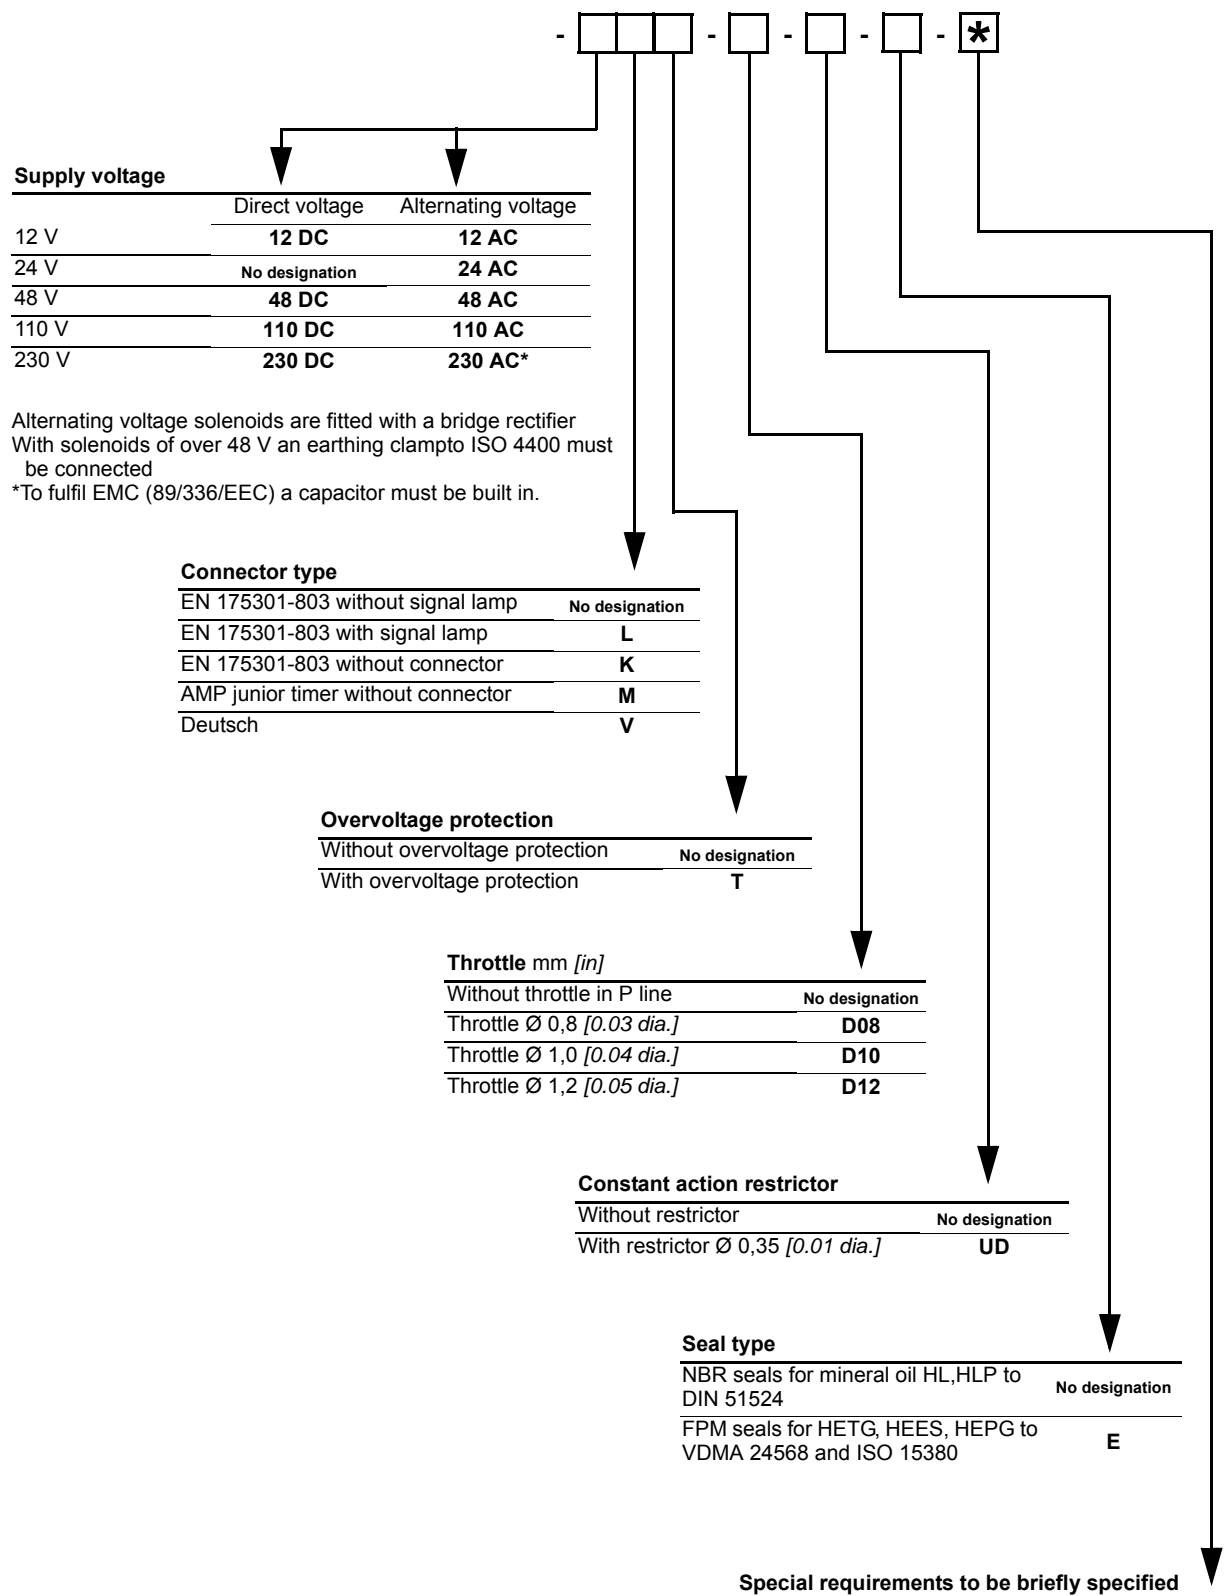 - - - - - *
Supply voltage
Direct voltage Alternating voltage
12 V 12 DC 12 AC
24 V No designation 24 AC
48 V 48 DC 48 AC
110 V 110 DC 110 AC
230 V 230 DC 230 AC*
Alternating voltage solenoids are fitted with a bridge rectifier
With solenoids of over 48 V an earthing clampto ISO 4400 must
be connected
*To fulfil EMC (89/336/EEC) a capacitor must be built in.
Connector type
EN 175301-803 without signal lamp No designation
EN 175301-803 with signal lamp L
EN 175301-803 without connector K
AMP junior timer without connector M
Deutsch V
Overvoltage protection
Without overvoltage protection No designation
With overvoltage protection T
Throttle mm [in]
Without throttle in P line No designation
Throttle Ø 0,8 [0.03 dia.] D08
Throttle Ø 1,0 [0.04 dia.] D10
Throttle Ø 1,2 [0.05 dia.] D12
Constant action restrictor
Without restrictor No designation
With restrictor Ø 0,35 [0.01 dia.] UD
Seal type
NBR seals for mineral oil HL,HLP to
DIN 51524 No designation
FPM seals for HETG, HEES, HEPG to
VDMA 24568 and ISO 15380 E
Special requirements to be briefly specified